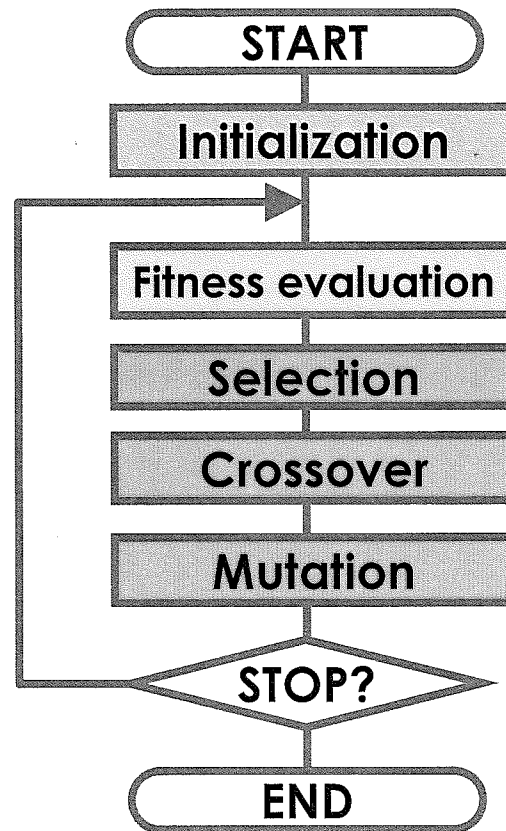 START
Initialization
Fitness evaluation
Selection
Crossover
Mutation
STOP?
END